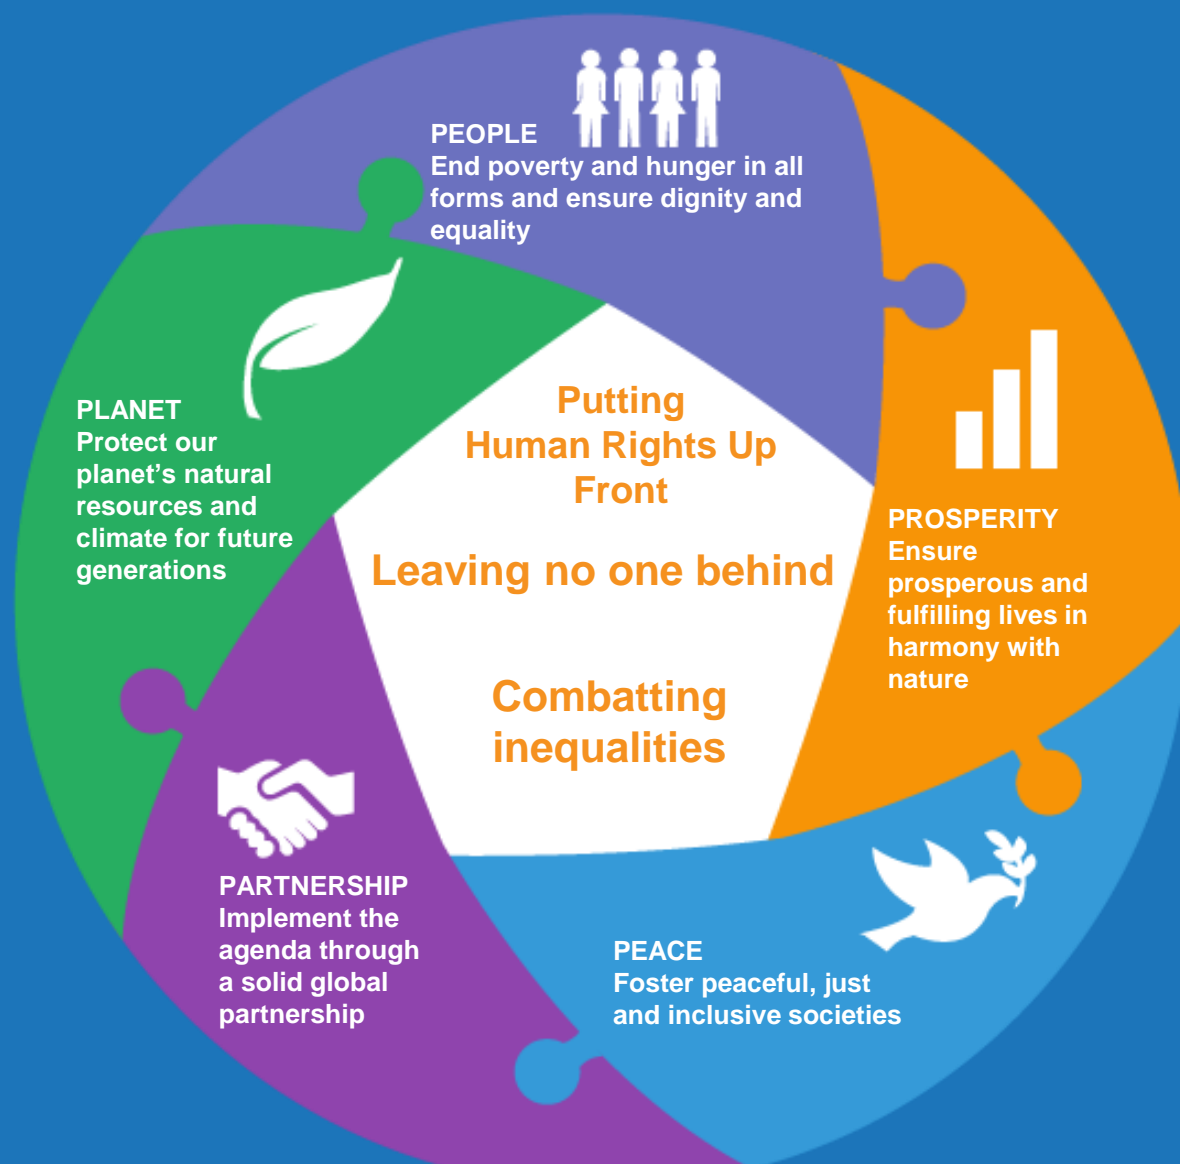 PEOPLE
End poverty and hunger in all
forms and ensure dignity and
equality
PLANET
Protect our
planet’s natural
resources and
climate for future
generations
Putting
Human Rights Up
Front
Leaving no one behind
Combatting
inequalities
PROSPERITY
Ensure
prosperous and
fulfilling lives in
harmony with
nature
PARTNERSHIP
Implement the
agenda through
a solid global
partnership
PEACE
Foster peaceful, just
and inclusive societies